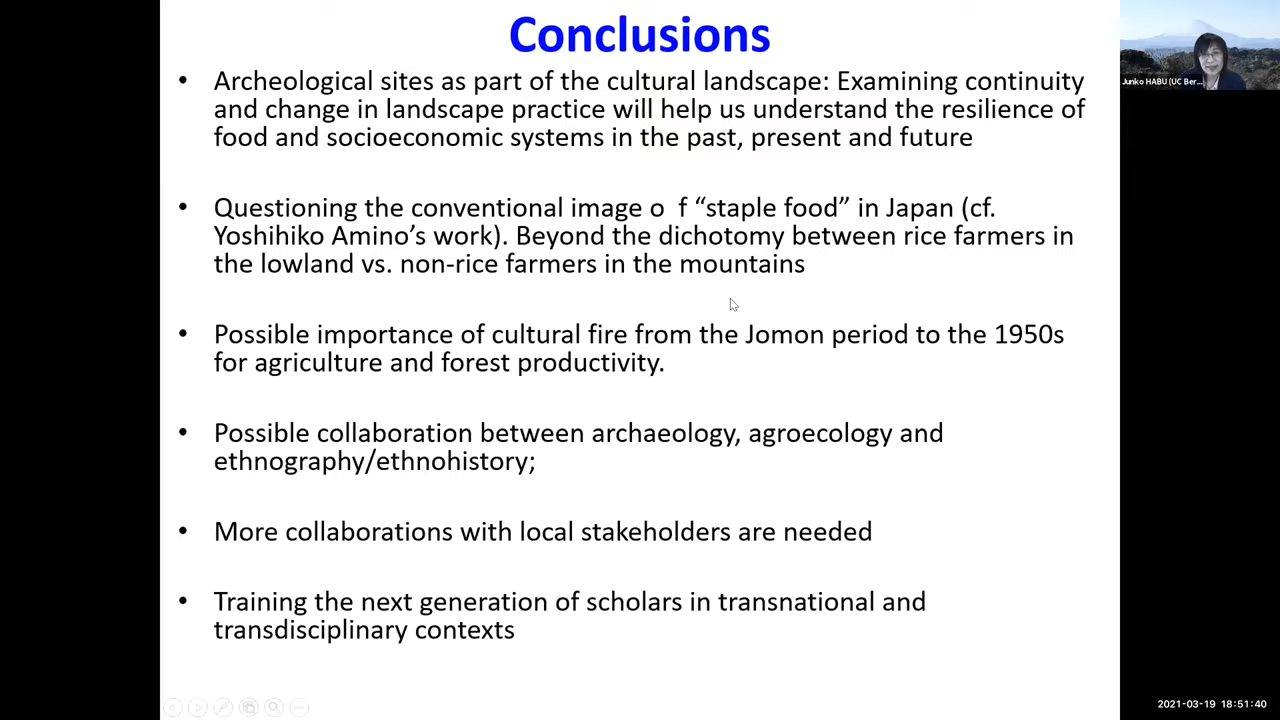 Conclusions
• Archeological sites as part of the cultural landscape: Examining continuity
and change in landscape practice will help us understand the resilience of
food and socioeconomic systems in the past, present and future
• Questioning the conventional image o  f “staple food” in Japan (cf.
Yoshihiko Amino’s work). Beyond the dichotomy between rice farmers in
the lowland vs. non-rice farmers in the mountains
• Possible importance of cultural fire from the Jomon period to the 1950s
for agriculture and forest productivity.
• Possible collaboration between archaeology, agroecology and
ethnography/ethnohistory;
• More collaborations with local stakeholders are needed
• Training the next generation of scholars in transnational and
transdisciplinary contexts
Junko HABU (UC Ber...
2021-03-19 18:51:40